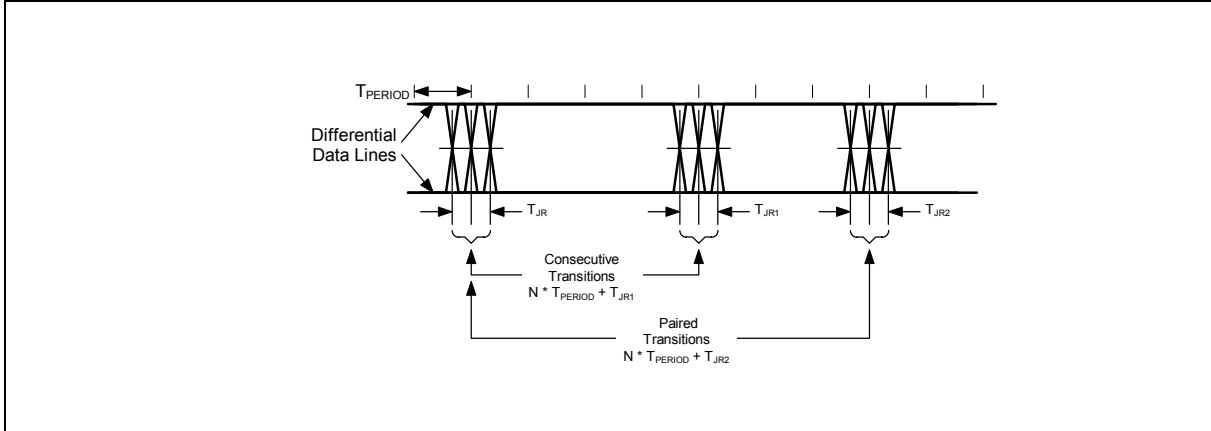 TPERIOD
Differential
Data Lines
TJR
TJR1
TJR2
Consecutive
Transitions
N * TPERIOD + TJR1
Paired
Transitions
N * TPERIOD + TJR2